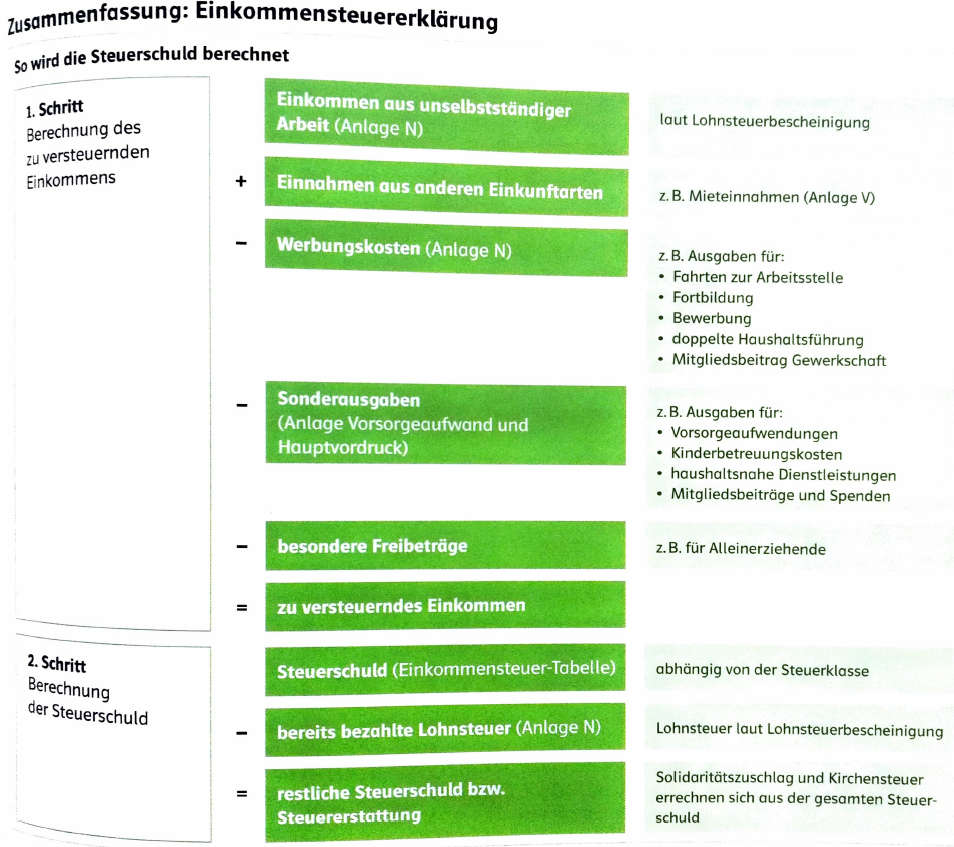 Zusammenfassung: Einkommensteuererklärung
So wird die Steuerschuld berechnet
1. Schritt
Berechnung des
zu versteuernden
Einkommens
Einkommen aus unselbstständiger
Arbeit (Anlage N)
laut Lohnsteuerbescheinigung
+ Einnahmen aus anderen Einkunftarten
z. B. Mieteinnahmen (Anlage V)
– Werbungskosten (Anlage N)
z. B. Ausgaben für:
• Fahrten zur Arbeitsstelle
• Fortbildung
• Bewerbung
• doppelte Haushaltsführung
• Mitgliedsbeitrag Gewerkschaft
– Sonderausgaben
(Anlage Vorsorgeaufwand und
Hauptvordruck)
z. B. Ausgaben für:
• Vorsorgeaufwendungen
• Kinderbetreuungskosten
• haushaltsnahe Dienstleistungen
• Mitgliedsbeiträge und Spenden
– besondere Freibeträge
z. B. für Alleinerziehende
= zu versteuerndes Einkommen
2. Schritt
Berechnung
der Steuerschuld
Steuerschuld (Einkommensteuer-Tabelle)
abhängig von der Steuerklasse
– bereits bezahlte Lohnsteuer (Anlage N)
Lohnsteuer laut Lohnsteuerbescheinigung
= restliche Steuerschuld bzw.
Steuererstattung
Solidaritätszuschlag und Kirchensteuer
errechnen sich aus der gesamten Steuer-
schuld